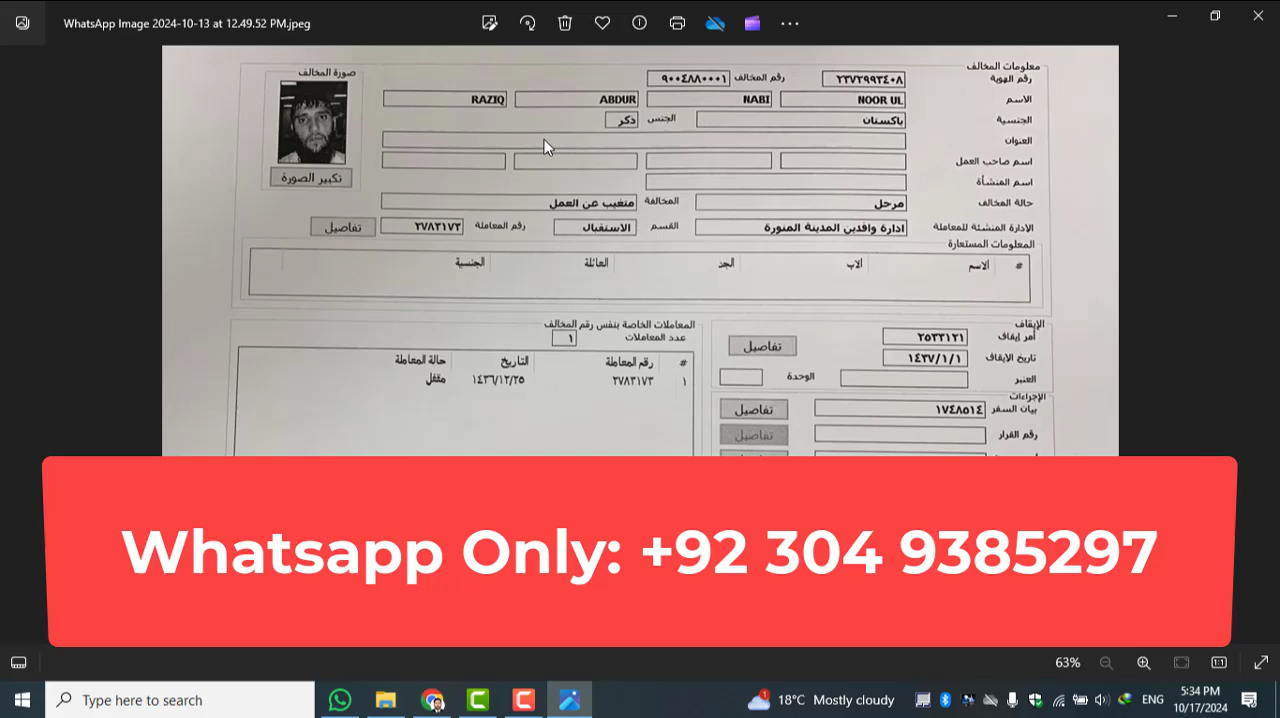 WhatsApp Image 2024-10-13 at 12.49.52 PM.jpeg
معلومات المخالف
صورة المخالف
رقم الهوية ٢٣٧٢٩٩٣٤٠٨ رقم المخالف ٩٠٠٤٨٨٠٠٠١
الاسم NOOR UL NABI ABDUR RAZIQ
الجنسية باكستان الجنس ذكر
العنوان
اسم صاحب العمل
تكبير الصورة
اسم المنشأة
حالة المخالف مرحل المخالفة متغيب عن العمل
الادارة المنشئة للمعاملة ادارة وافدين المدينة المنورة القسم الاستقبال رقم المعاملة ٢٧٨٣١٧٣ تفاصيل
المعلومات المستعارة
# ألاسم ألاب الجد العائلة الجنسية
الإيقاف
أمر إيقاف ٢٥٣٣١٢١ تفاصيل
تاريخ الايقاف ١٤٣٧/١/١
العنبر الوحدة
المعاملات الخاصة بنفس رقم المخالف
عدد المعاملات ١
# رقم المعاملة التاريخ حالة المعاملة
١ ٢٧٨٣١٧٣ ١٤٣٦/١٢/٢٥ مقفل
الإجراءات
بيان السفر ١٧٤٨٥١٤ تفاصيل
رقم القرار تفاصيل
Whatsapp Only: +92 304 9385297
63%
Type here to search
1
18°C Mostly cloudy
ENG
5:34 PM
10/17/2024